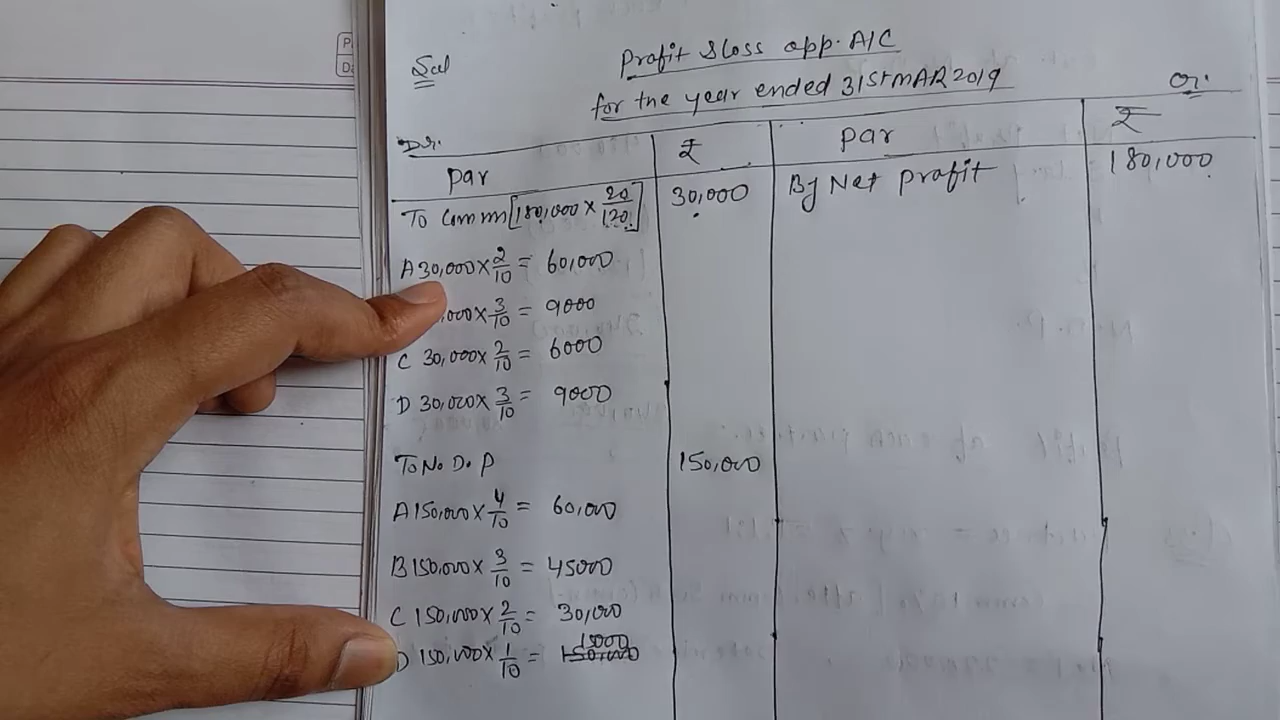 Sol
Profit & Loss app. A/C
for the year ended 31st MAR 2019
Dr.
Cr.
Par ₹ Par ₹
To Comm [180,000 × 20/120] 30,000 By Net Profit 180,000
A 30,000 × 2/10 = 60,000
,000 × 3/10 = 9000
C 30,000 × 2/10 = 6000
D 30,000 × 3/10 = 9000
To No D. P 150,000
A 150,000 × 4/10 = 60,000
B 150,000 × 3/10 = 45000
C 150,000 × 2/10 = 30,000
15000
D 150,000 × 1/10 = 150,000